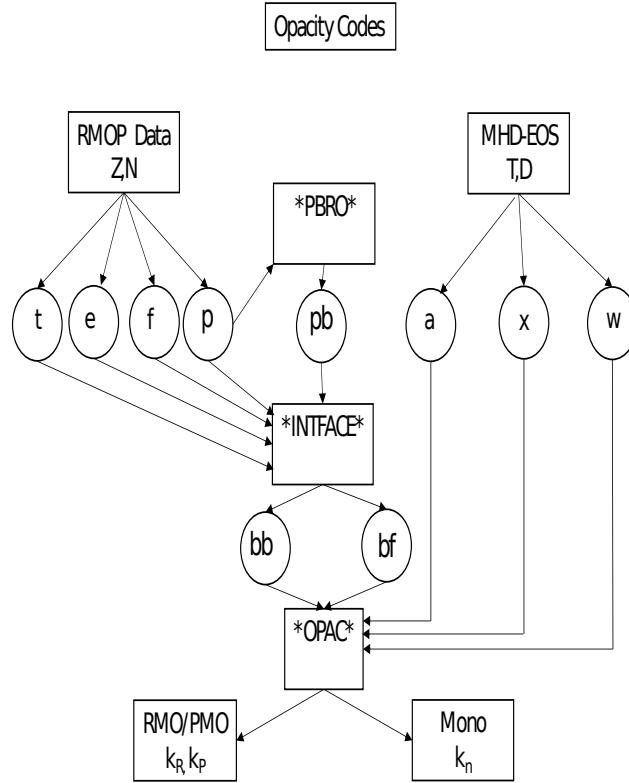 Opacity Codes
RMOP Data
Z,N
MHD-EOS
T,D
*PBRO*
t
e
f
p
pb
a
x
w
*INTFACE*
bb
bf
*OPAC*
RMO/PMO
kR, kP
Mono
kn